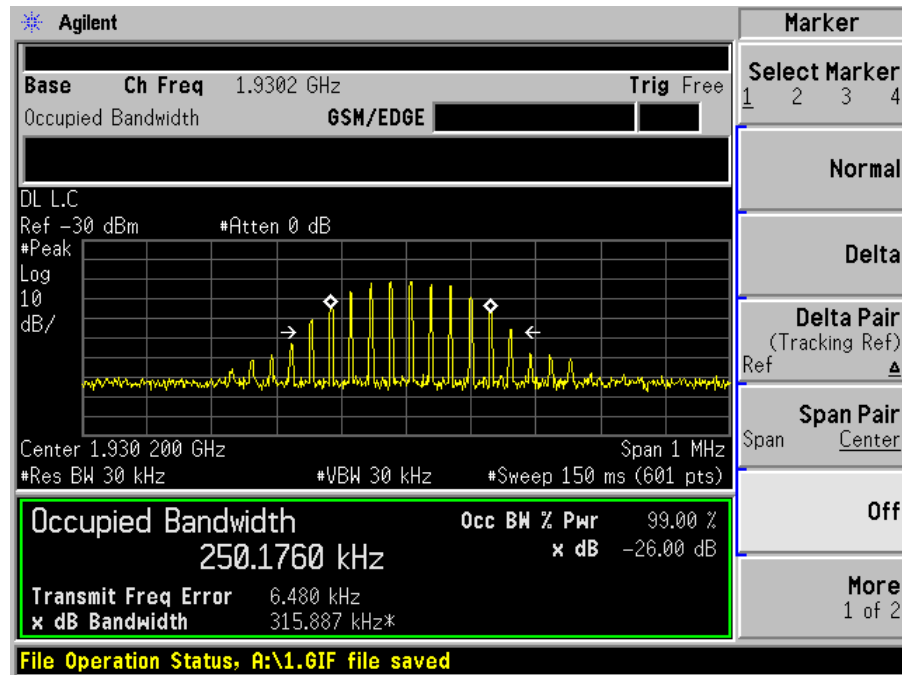 Agilent
Marker
Base Ch Freq 1.9302 GHz Trig Free
Occupied Bandwidth GSM/EDGE
DL L.C
Ref -30 dBm #Atten 0 dB
#Peak
Log
10
dB/
Center 1.930 200 GHz Span 1 MHz
#Res BW 30 kHz #VBW 30 kHz #Sweep 150 ms (601 pts)
Occupied Bandwidth Occ BW % Pwr 99.00 %
250.1760 kHz x dB -26.00 dB
Transmit Freq Error 6.480 kHz
x dB Bandwidth 315.887 kHz*
File Operation Status, A:\1.GIF file saved
Select Marker
1 2 3 4
Normal
Delta
Delta Pair
(Tracking Ref)
Ref Δ
Span Pair
Span Center
Off
More
1 of 2